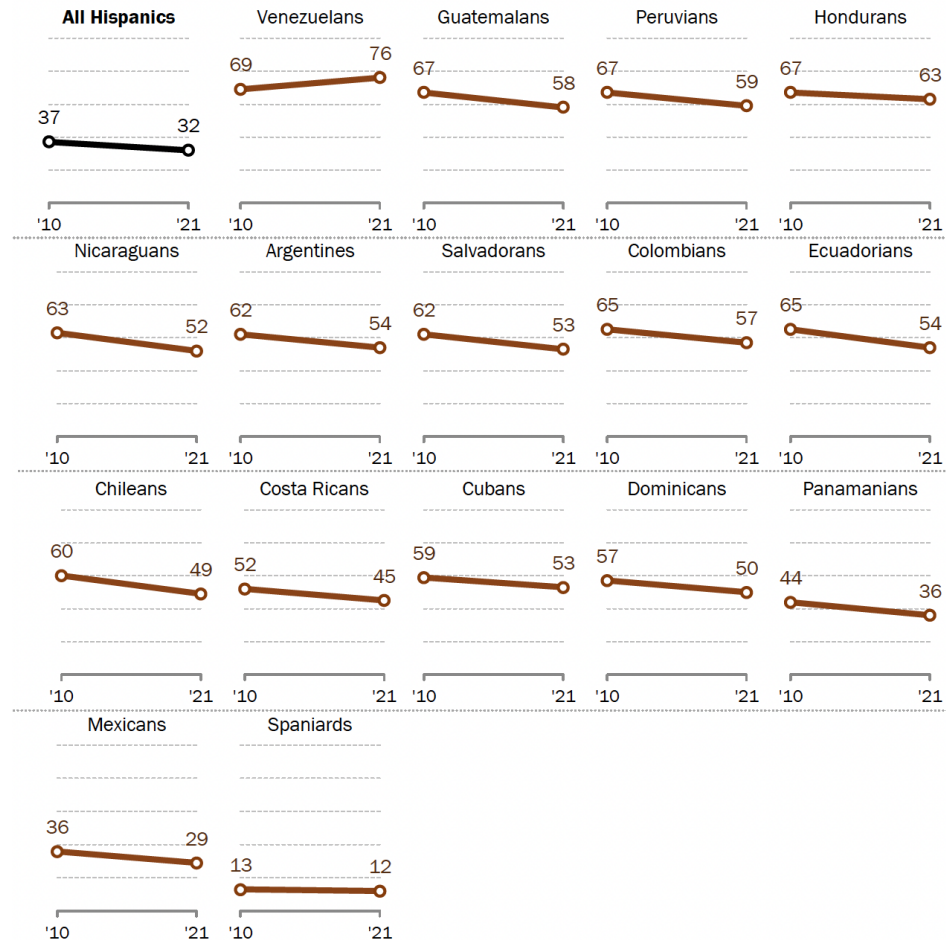 All Hispanics Venezuelans Guatemalans Peruvians Hondurans
37 32 69 76 67 58 67 59 67 63
'10 '21 '10 '21 '10 '21 '10 '21 '10 '21
Nicaraguans Argentines Salvadorans Colombians Ecuadorians
63 52 62 54 62 53 65 57 65 54
'10 '21 '10 '21 '10 '21 '10 '21 '10 '21
Chileans Costa Ricans Cubans Dominicans Panamanians
60 49 52 45 59 53 57 50 44 36
'10 '21 '10 '21 '10 '21 '10 '21 '10 '21
Mexicans Spaniards
36 29 13 12
'10 '21 '10 '21